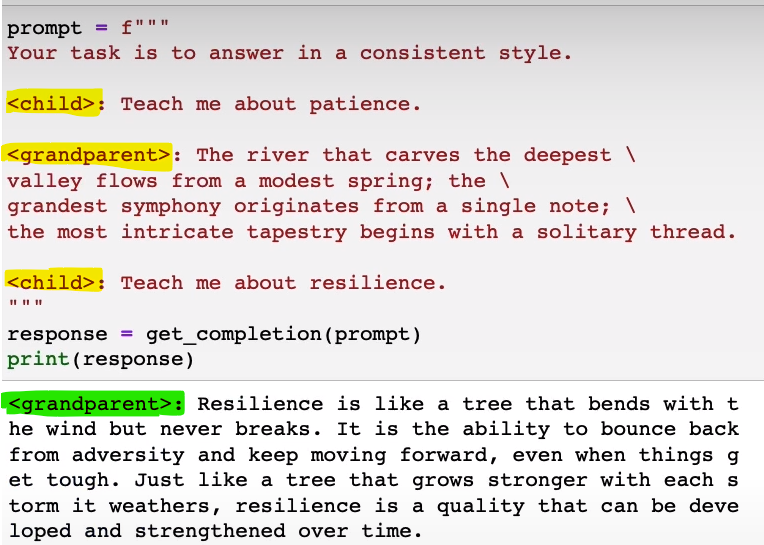 prompt = f"""
Your task is to answer in a consistent style.
<child>: Teach me about patience.
<grandparent>: The river that carves the deepest \
valley flows from a modest spring; the \
grandest symphony originates from a single note; \
the most intricate tapestry begins with a solitary thread.
<child>: Teach me about resilience.
"""
response = get_completion(prompt)
print(response)
<grandparent>: Resilience is like a tree that bends with t
he wind but never breaks. It is the ability to bounce back
from adversity and keep moving forward, even when things g
et tough. Just like a tree that grows stronger with each s
torm it weathers, resilience is a quality that can be deve
loped and strengthened over time.